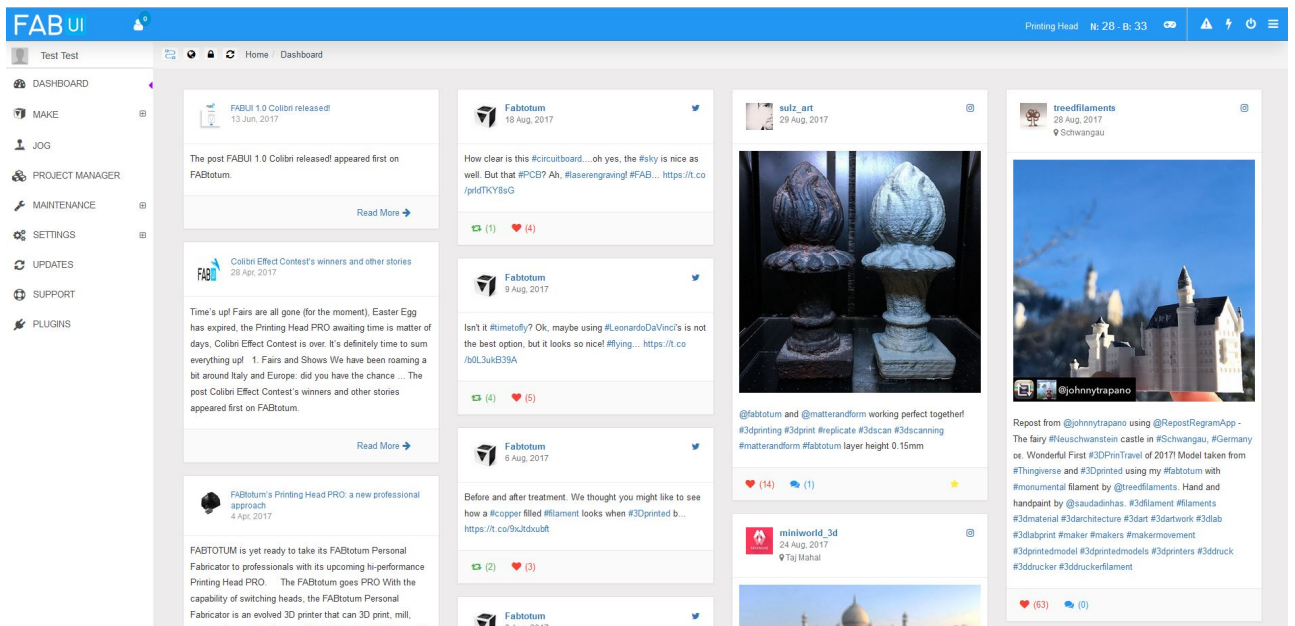 FAB UI
0
Printing Head N: 28 - B: 33
Test Test
Home / Dashboard
DASHBOARD
MAKE
JOG
PROJECT MANAGER
MAINTENANCE
SETTINGS
UPDATES
SUPPORT
PLUGINS
FABUI 1.0 Colibri released!
13 Jun, 2017
The post FABUI 1.0 Colibri released! appeared first on
FABtotum.
Read More
FAB
Colibri Effect Contest's winners and other stories
28 Apr, 2017
Time's up! Fairs are all gone (for the moment), Easter Egg
has expired, the Printing Head PRO awaiting time is matter of
days, Colibri Effect Contest is over. It's definitely time to sum
everything up! 1. Fairs and Shows We have been roaming a
bit around Italy and Europe: did you have the chance ... The
post Colibri Effect Contest's winners and other stories
appeared first on FABtotum.
Read More
FABtotum's Printing Head PRO: a new professional
approach
4 Apr, 2017
FABTOTUM is yet ready to take its FABtotum Personal
Fabricator to professionals with its upcoming hi-performance
Printing Head PRO. The FABtotum goes PRO With the
capability of switching heads, the FABtotum Personal
Fabricator is an evolved 3D printer that can 3D print, mill,
Fabtotum
18 Aug, 2017
How clear is this #circuitboard....oh yes, the #sky is nice as
well. But that #PCB? Ah, #laserengraving! #FAB... https://t.co
/prIdTKY8sG
(1) (4)
Fabtotum
9 Aug, 2017
Isn't it #timetofly? Ok, maybe using #LeonardoDaVinci's is not
the best option, but it looks so nice! #flying... https://t.co
/b0L3ukB39A
(4) (5)
Fabtotum
6 Aug, 2017
Before and after treatment. We thought you might like to see
how a #copper filled #filament looks when #3Dprinted b...
https://t.co/9xJtdxubft
(2) (3)
Fabtotum
sulz_art
29 Aug, 2017
@fabtotum and @matterandform working perfect together!
#3dprinting #3dprint #replicate #3dscan #3dscanning
#matterandform #fabtotum layer height 0.15mm
(14) (1)
miniworld_3d
24 Aug, 2017
Taj Mahal
treedfilaments
28 Aug, 2017
Schwangau
@johnnytrapano
Repost from @johnnytrapano using @RepostRegramApp -
The fairy #Neuschwanstein castle in #Schwangau, #Germany
DE. Wonderful First #3DPrinTravel of 2017! Model taken from
#Thingiverse and #3Dprinted using my #fabtotum with
#monumental filament by @treedfilaments. Hand and
handpaint by @saudadinhas. #3dfilament #filaments
#3dmaterial #3darchitecture #3dart #3dartwork #3dlab
#3dlabprint #maker #makers #makermovement
#3dprintedmodel #3dprintedmodels #3dprinters #3ddruck
#3ddrucker #3ddruckerfilament
(63) (0)